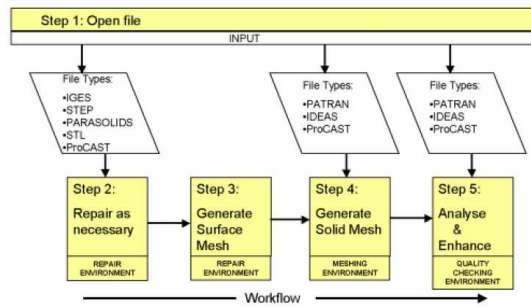 Step 1: Open file
INPUT
File Types:
•IGES
•STEP
•PARASOLIDS
•STL
•ProCAST
File Types:
•PATRAN
•IDEAS
•ProCAST
File Types:
•PATRAN
•IDEAS
•ProCAST
Step 2:
Repair as
necessary
REPAIR
ENVIRONMENT
Step 3:
Generate
Surface
Mesh
REPAIR
ENVIRONMENT
Step 4:
Generate
Solid Mesh
MESHING
ENVIRONMENT
Step 5:
Analyse
&
Enhance
QUALITY
CHECKING
ENVIRONMENT
Workflow